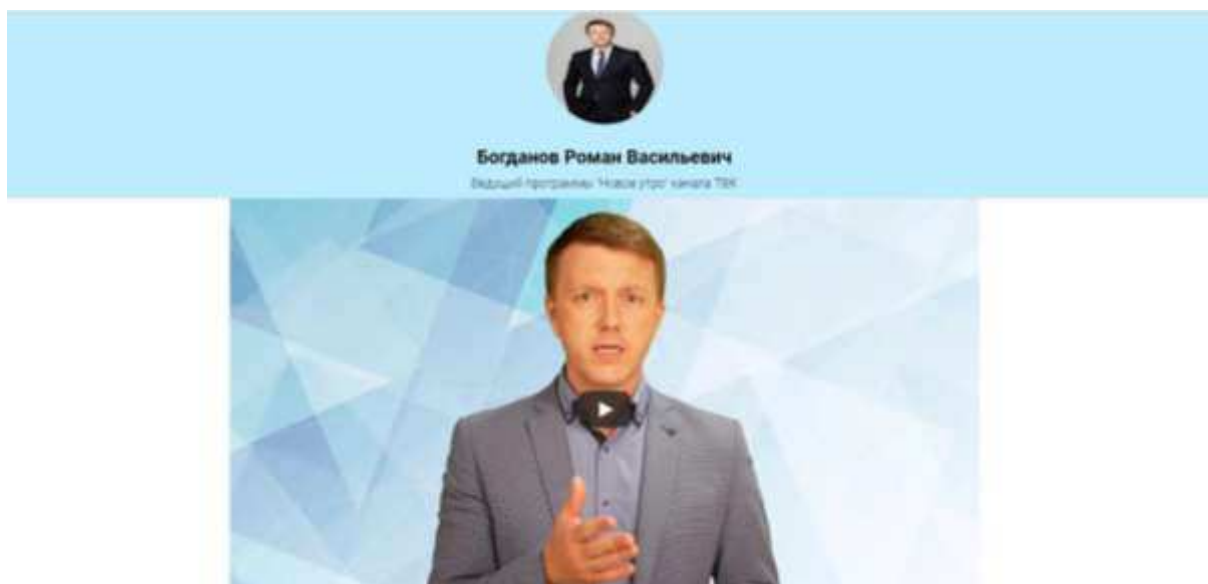 Богданов Роман Васильевич
Ведущий программы "Новое утро" канала ТВК